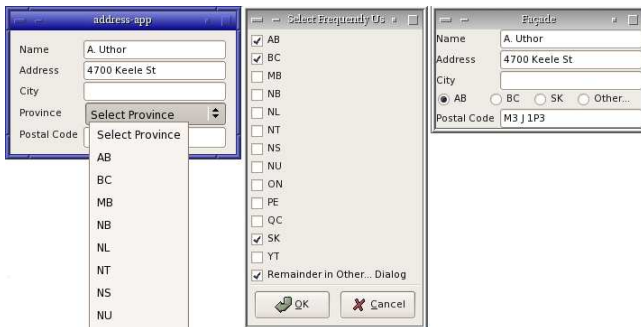 address-app
Name A. Uthor
Address 4700 Keele St
City
Province Select Province
Postal Code
Select Province
AB
BC
MB
NB
NL
NT
NS
NU
Select Frequently Us
AB
BC
MB
NB
NL
NT
NS
NU
ON
PE
QC
SK
YT
Remainder in Other... Dialog
OK Cancel
Façade
Name A. Uthor
Address 4700 Keele St
City
AB BC SK Other...
Postal Code M3 J 1P3